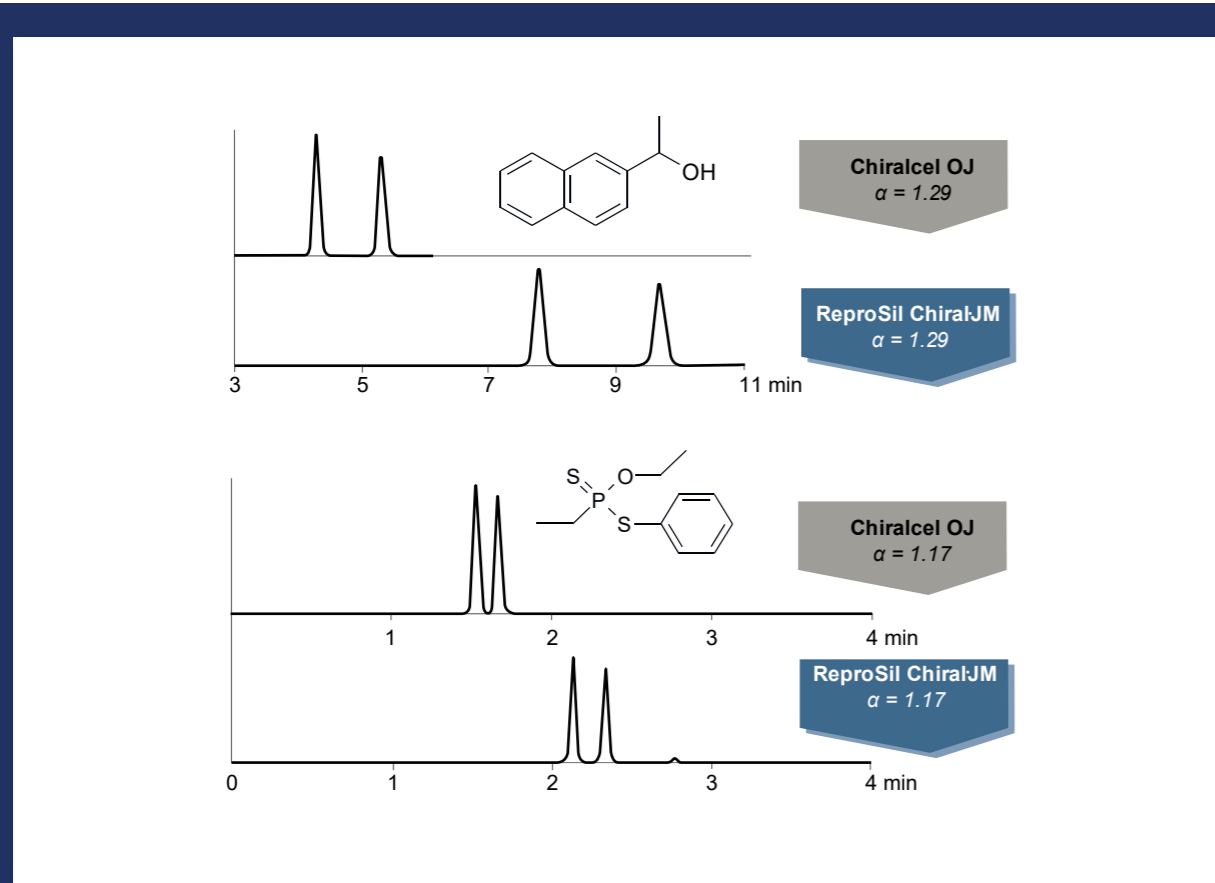 OH
Chiralcel OJ
α = 1.29
ReproSil Chiral-JM
α = 1.29
3 5 7 9 11 min
S O
P
S
Chiralcel OJ
α = 1.17
1 2 3 4 min
ReproSil Chiral-JM
α = 1.17
0 1 2 3 4 min